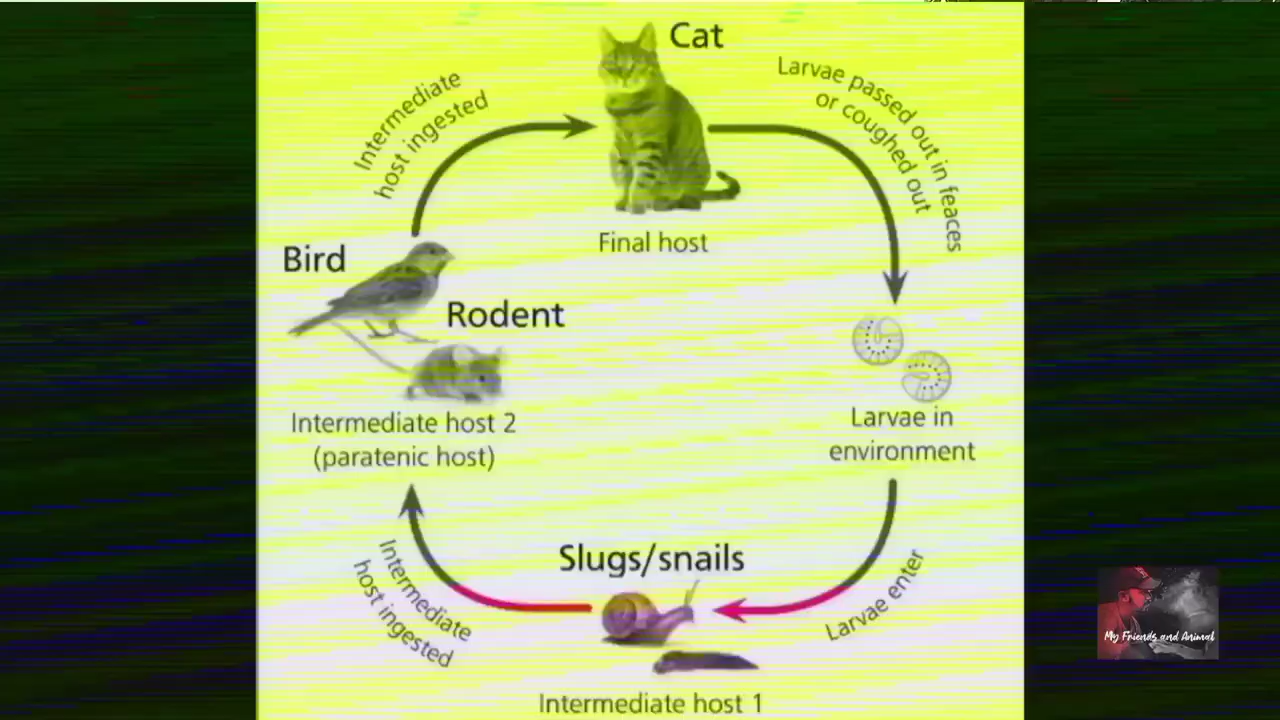 Cat
Intermediate
host ingested
Larvae passed out in feaces
or coughed out
Final host
Bird
Rodent
Intermediate host 2
(paratenic host)
Larvae in
environment
Slugs/snails
Intermediate
host ingested
Larvae enter
Intermediate host 1
My Friends and Animal